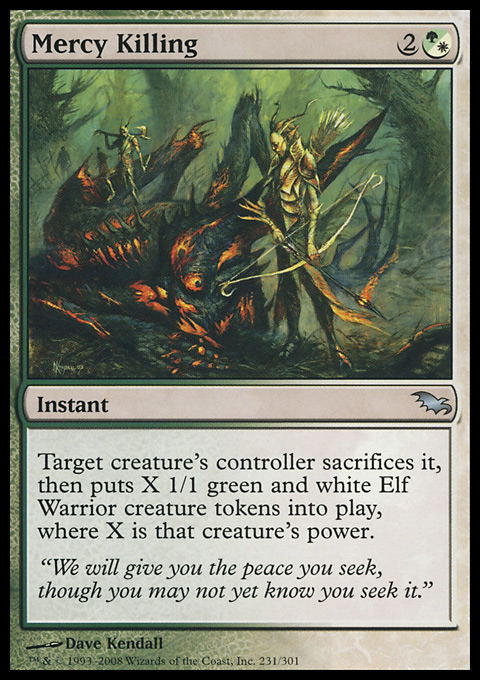 Mercy Killing 2
Instant
Target creature's controller sacrifices it,
then puts X 1/1 green and white Elf
Warrior creature tokens into play,
where X is that creature's power.
"We will give you the peace you seek,
though you may not yet know you seek it."
Dave Kendall
™ & © 1993–2008 Wizards of the Coast, Inc. 231/301